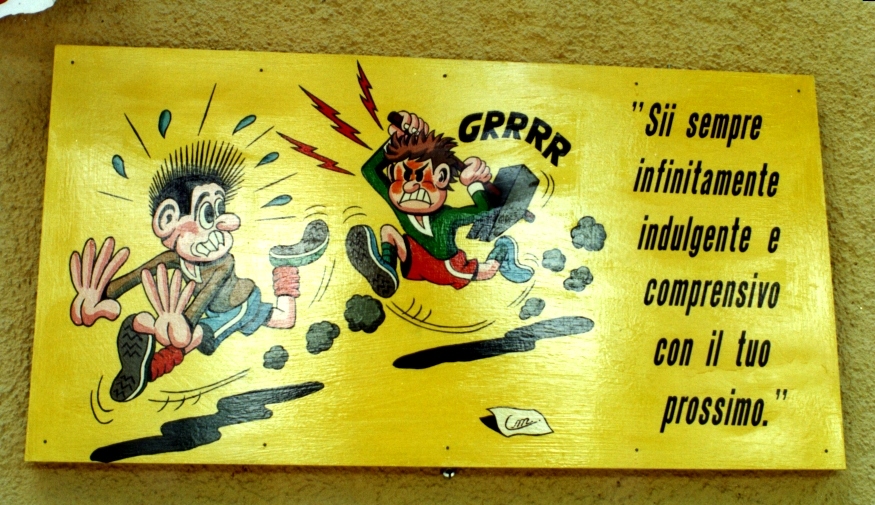 GRRRR
"Sii sempre
infinitamente
indulgente e
comprensivo
con il tuo
prossimo."